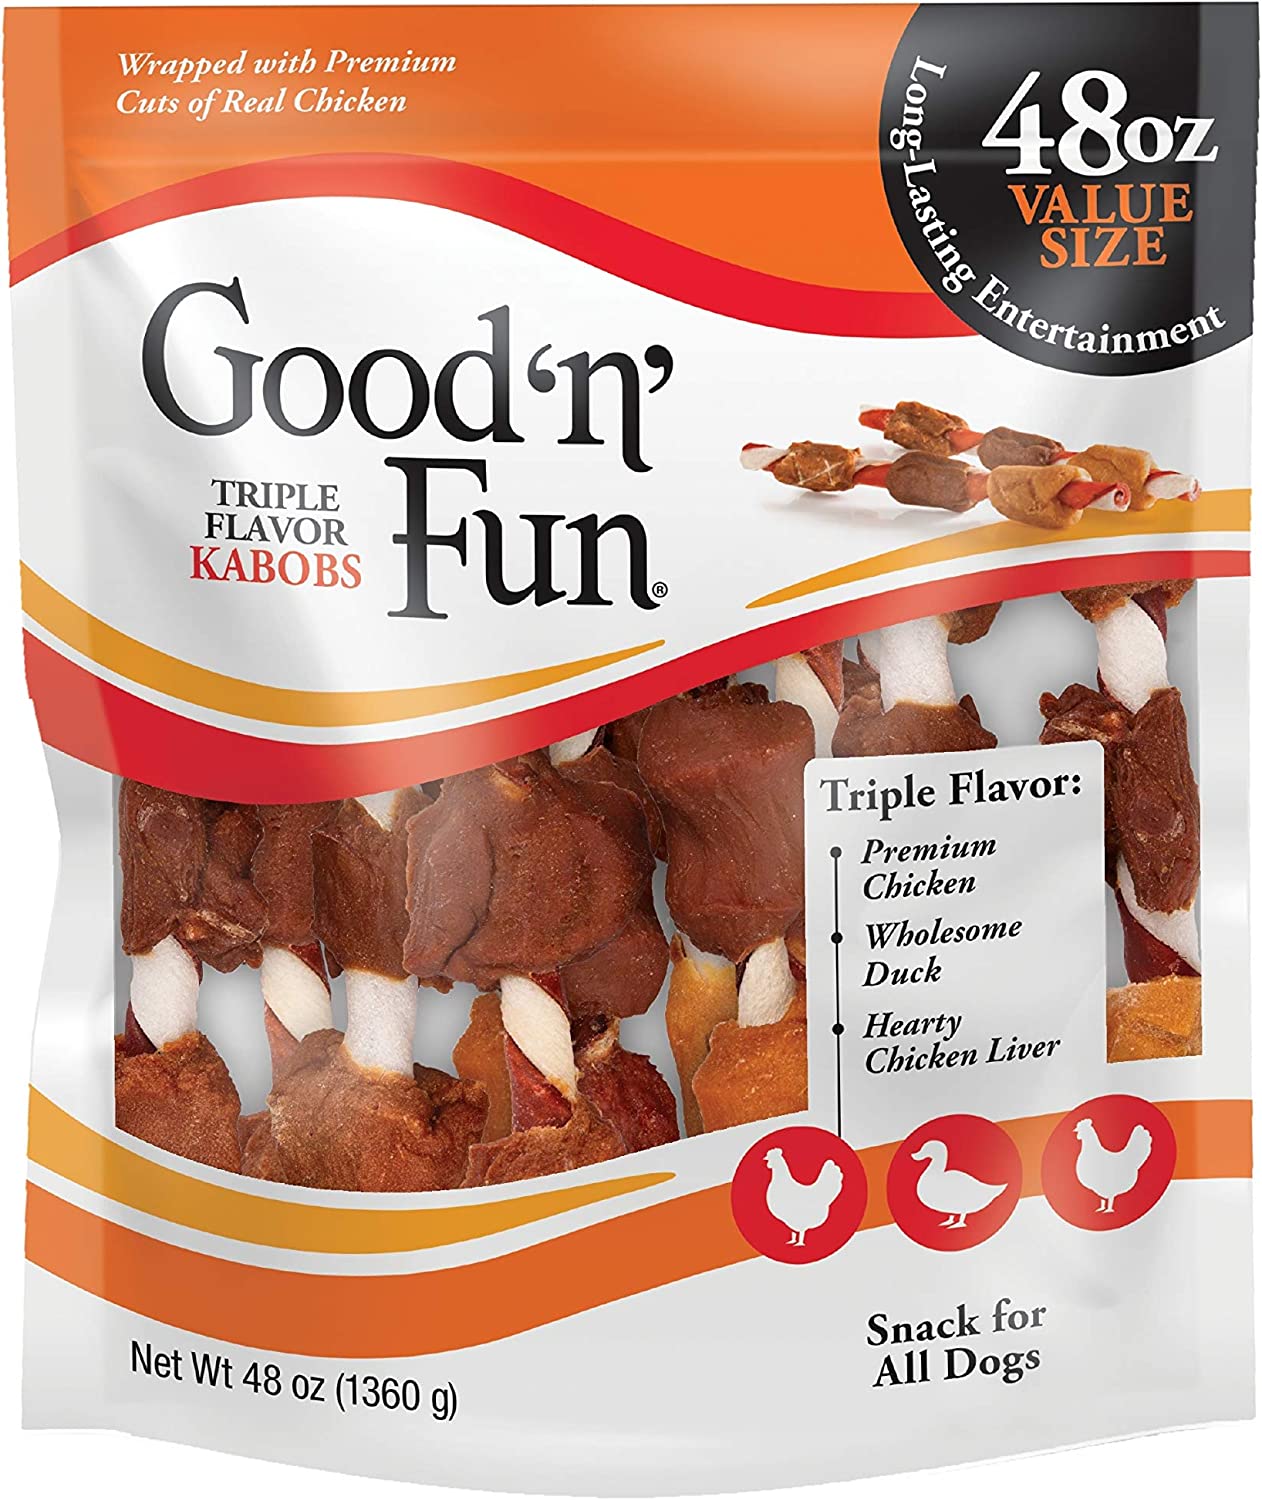 Wrapped with Premium
Cuts of Real Chicken
48oz
VALUE
SIZE
Long-Lasting Entertainment
Good 'n'
Fun®
TRIPLE
FLAVOR
KABOBS
Triple Flavor:
Premium
Chicken
Wholesome
Duck
Hearty
Chicken Liver
Snack for
All Dogs
Net Wt 48 oz (1360 g)